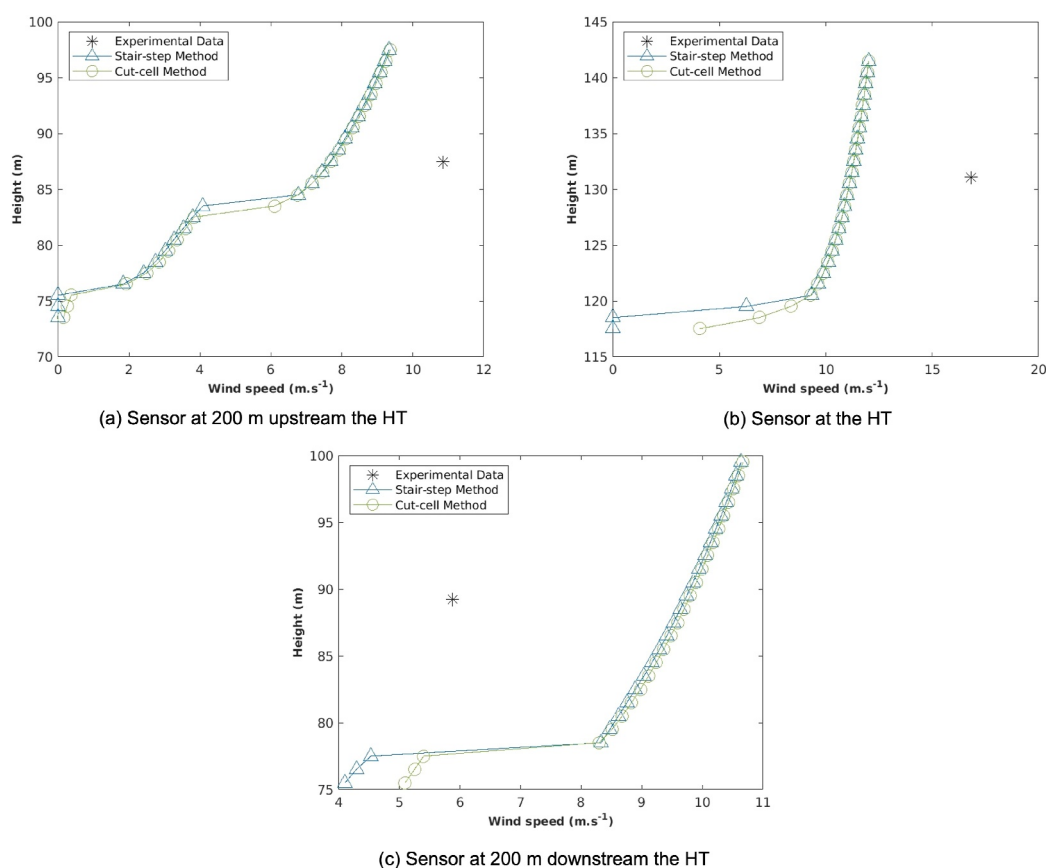 100
95
90
85
80
75
70
Height (m)
Experimental Data
Stair-step Method
Cut-cell Method
0 2 4 6 8 10 12
Wind speed (m.s-1)
(a) Sensor at 200 m upstream the HT
145
140
135
130
125
120
115
Height (m)
Experimental Data
Stair-step Method
Cut-cell Method
0 5 10 15 20
Wind speed (m.s-1)
(b) Sensor at the HT
100
95
90
85
80
75
Height (m)
Experimental Data
Stair-step Method
Cut-cell Method
4 5 6 7 8 9 10 11
Wind speed (m.s-1)
(c) Sensor at 200 m downstream the HT